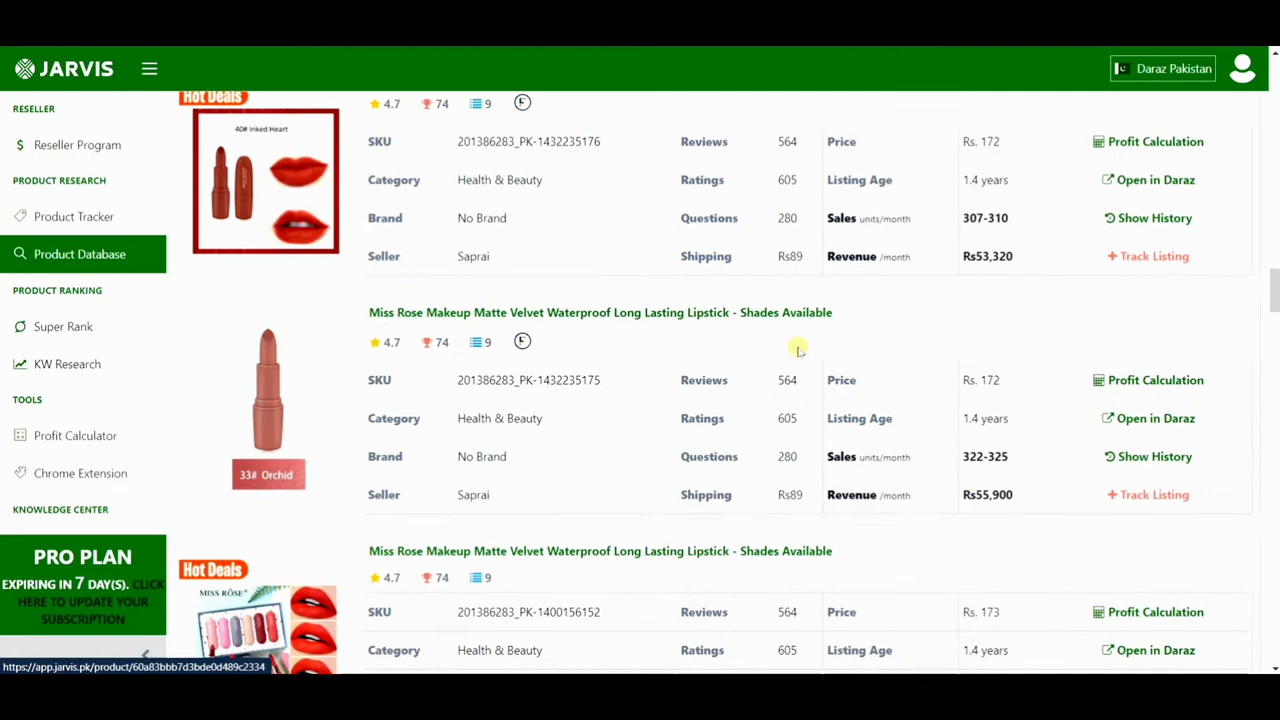 JARVIS
Daraz Pakistan
RESELLER
Reseller Program
PRODUCT RESEARCH
Product Tracker
Product Database
PRODUCT RANKING
Super Rank
KW Research
TOOLS
Profit Calculator
Chrome Extension
KNOWLEDGE CENTER
PRO PLAN
EXPIRING IN 7 DAY(S). CLICK
HERE TO UPDATE YOUR
SUBSCRIPTION
https://app.jarvis.pk/product/60a83bbb7d3bde0d489c2334
Hot Deals
40# Inked Heart
4.7 74 9 F
SKU 201386283_PK-1432235176 Reviews 564 Price Rs. 172 Profit Calculation
Category Health & Beauty Ratings 605 Listing Age 1.4 years Open in Daraz
Brand No Brand Questions 280 Sales units/month 307-310 Show History
Seller Saprai Shipping Rs89 Revenue /month Rs53,320 + Track Listing
Miss Rose Makeup Matte Velvet Waterproof Long Lasting Lipstick - Shades Available
4.7 74 9 F
33# Orchid
SKU 201386283_PK-1432235175 Reviews 564 Price Rs. 172 Profit Calculation
Category Health & Beauty Ratings 605 Listing Age 1.4 years Open in Daraz
Brand No Brand Questions 280 Sales units/month 322-325 Show History
Seller Saprai Shipping Rs89 Revenue /month Rs55,900 + Track Listing
Miss Rose Makeup Matte Velvet Waterproof Long Lasting Lipstick - Shades Available
Hot Deals
4.7 74 9
MISS RÔSE
SKU 201386283_PK-1400156152 Reviews 564 Price Rs. 173 Profit Calculation
Category Health & Beauty Ratings 605 Listing Age 1.4 years Open in Daraz